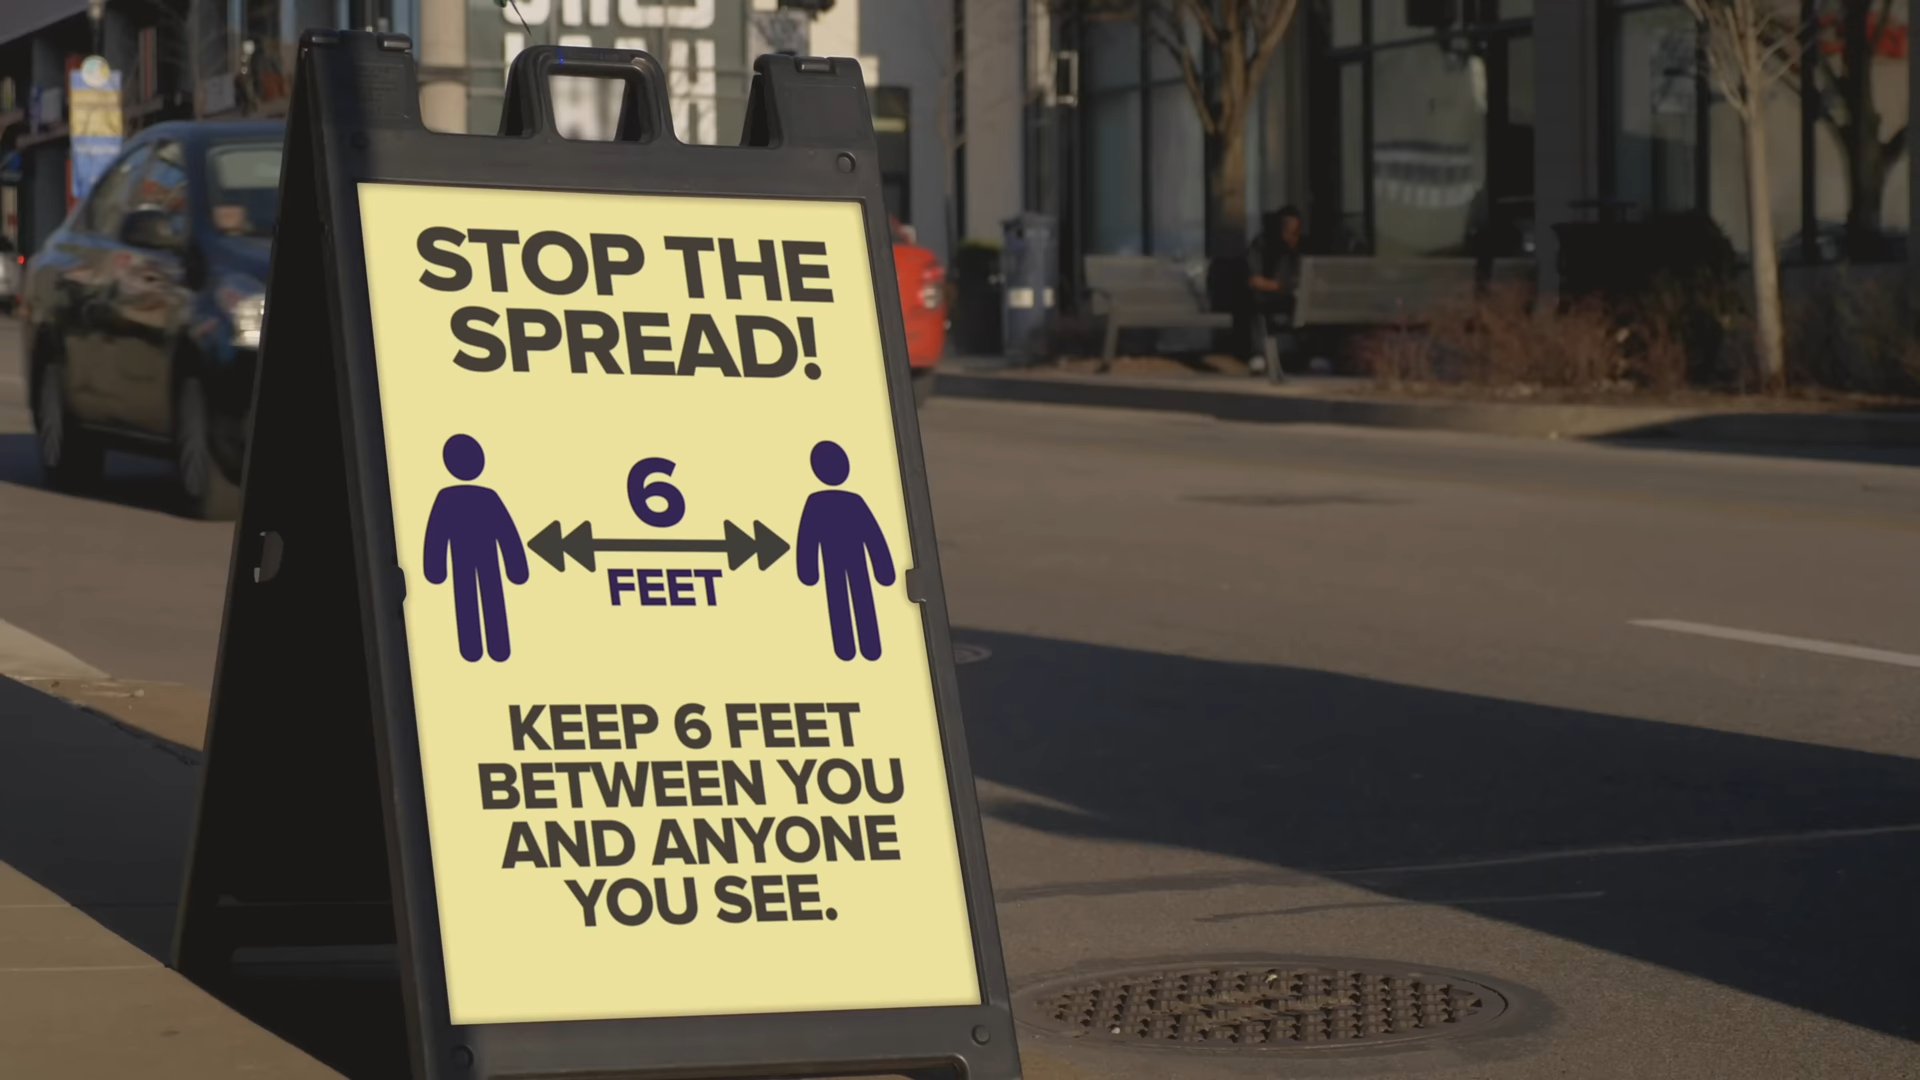 STOP THE
SPREAD!
6
FEET
KEEP 6 FEET
BETWEEN YOU
AND ANYONE
YOU SEE.